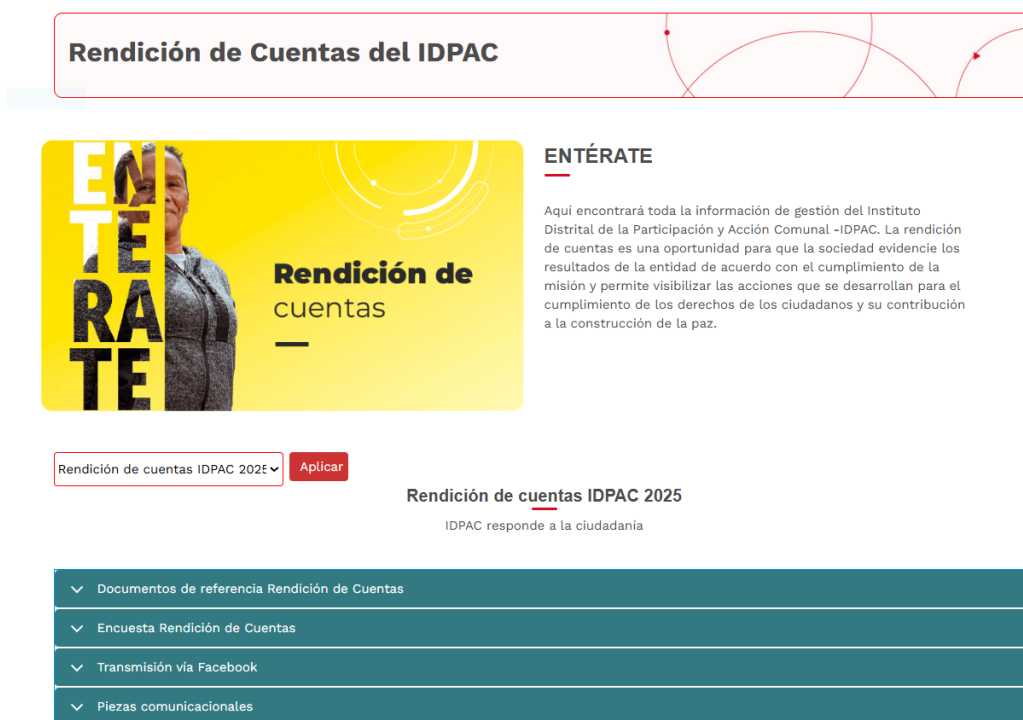 Rendición de Cuentas del IDPAC
EN
TE
RA
TE
Rendición de
cuentas
ENTÉRATE
Aquí encontrará toda la información de gestión del Instituto
Distrital de la Participación y Acción Comunal -IDPAC. La rendición
de cuentas es una oportunidad para que la sociedad evidencie los
resultados de la entidad de acuerdo con el cumplimiento de la
misión y permite visibilizar las acciones que se desarrollan para el
cumplimiento de los derechos de los ciudadanos y su contribución
a la construcción de la paz.
Rendición de cuentas IDPAC 2025
Aplicar
Rendición de cuentas IDPAC 2025
IDPAC responde a la ciudadanía
Documentos de referencia Rendición de Cuentas
Encuesta Rendición de Cuentas
Transmisión vía Facebook
Piezas comunicacionales